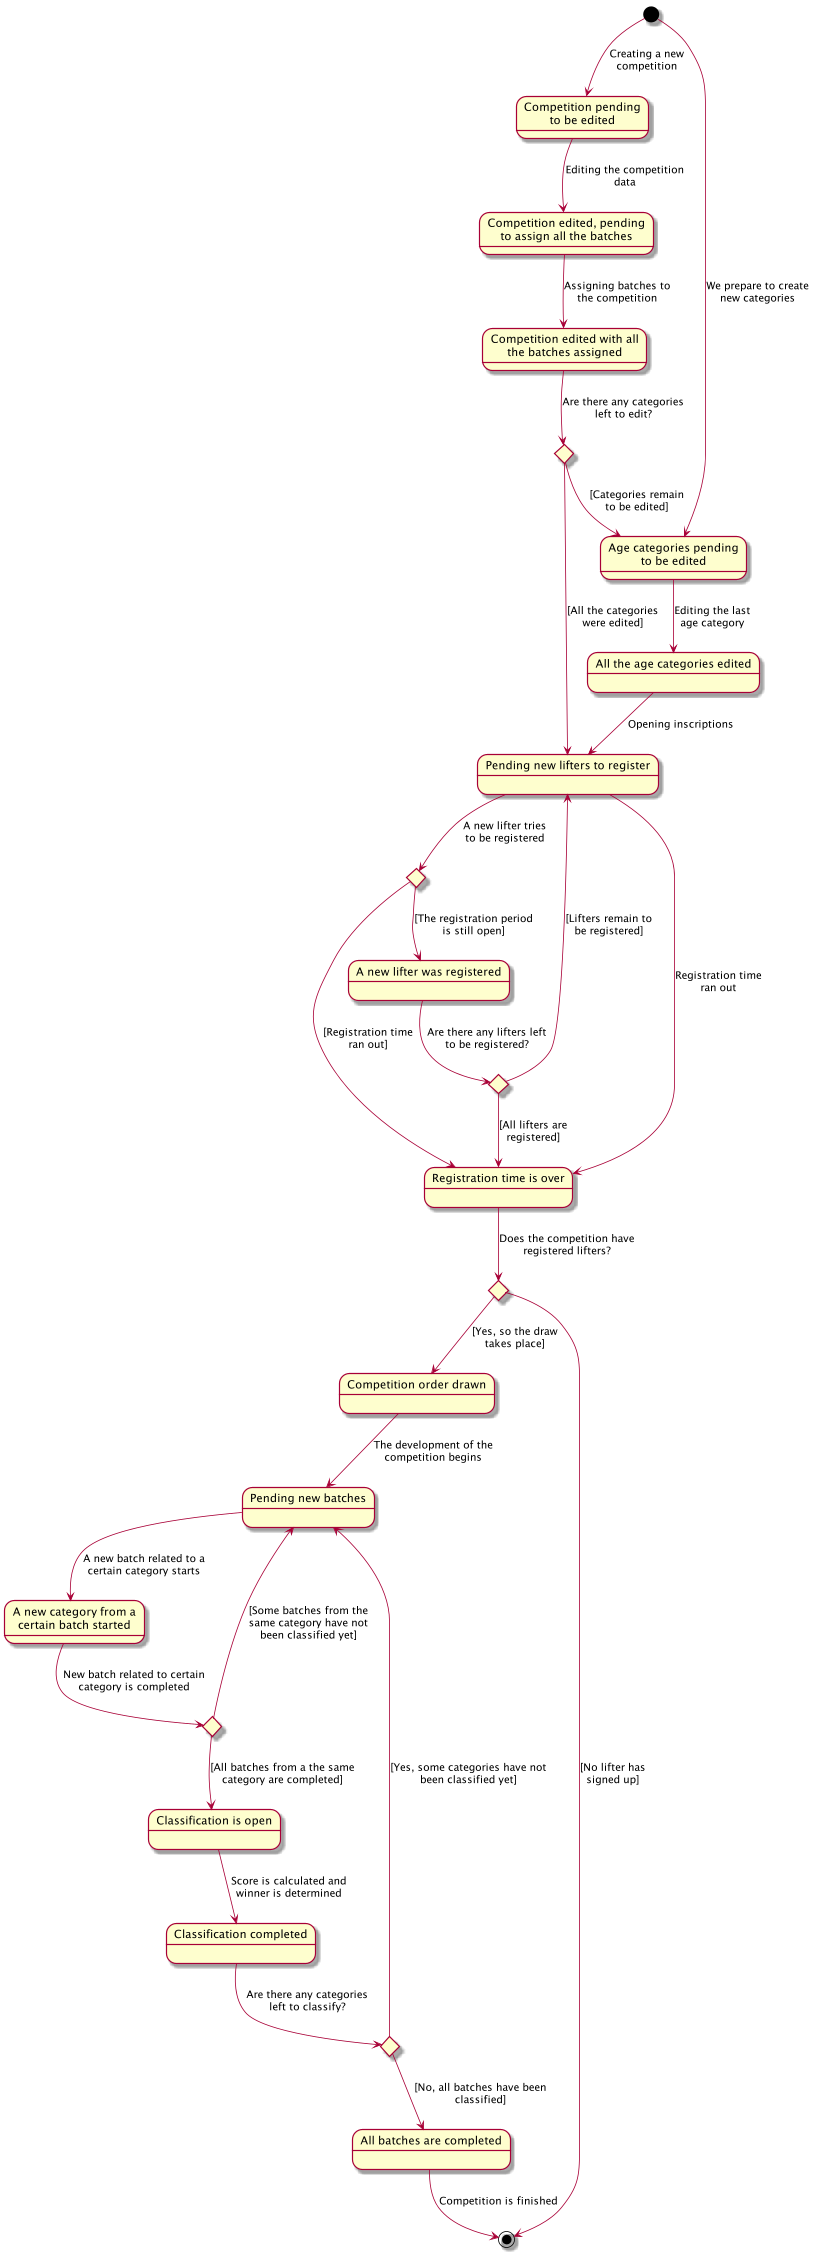 Creating a new
competition
Competition pending
to be edited
Editing the competition
data
Competition edited, pending
to assign all the batches
Assigning batches to
the competition
We prepare to create
new categories
Competition edited with all
the batches assigned
Are there any categories
left to edit?
[Categories remain
to be edited]
Age categories pending
to be edited
[All the categories
were edited]
Editing the last
age category
All the age categories edited
Opening inscriptions
Pending new lifters to register
A new lifter tries
to be registered
[The registration period
is still open]
[Lifters remain to
be registered]
A new lifter was registered
Registration time
ran out
[Registration time
ran out]
Are there any lifters left
to be registered?
[All lifters are
registered]
Registration time is over
Does the competition have
registered lifters?
[Yes, so the draw
takes place]
Competition order drawn
The development of the
competition begins
Pending new batches
A new batch related to a
certain category starts
A new category from a
certain batch started
[Some batches from the
same category have not
been classified yet]
New batch related to certain
category is completed
[All batches from a the same
category are completed]
[Yes, some categories have not
been classified yet]
[No lifter has
signed up]
Classification is open
Score is calculated and
winner is determined
Classification completed
Are there any categories
left to classify?
[No, all batches have been
classified]
All batches are completed
Competition is finished